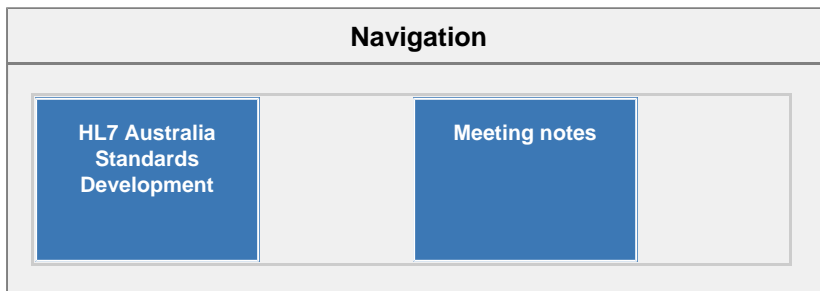 Navigation
HL7 Australia
Standards
Development
Meeting notes